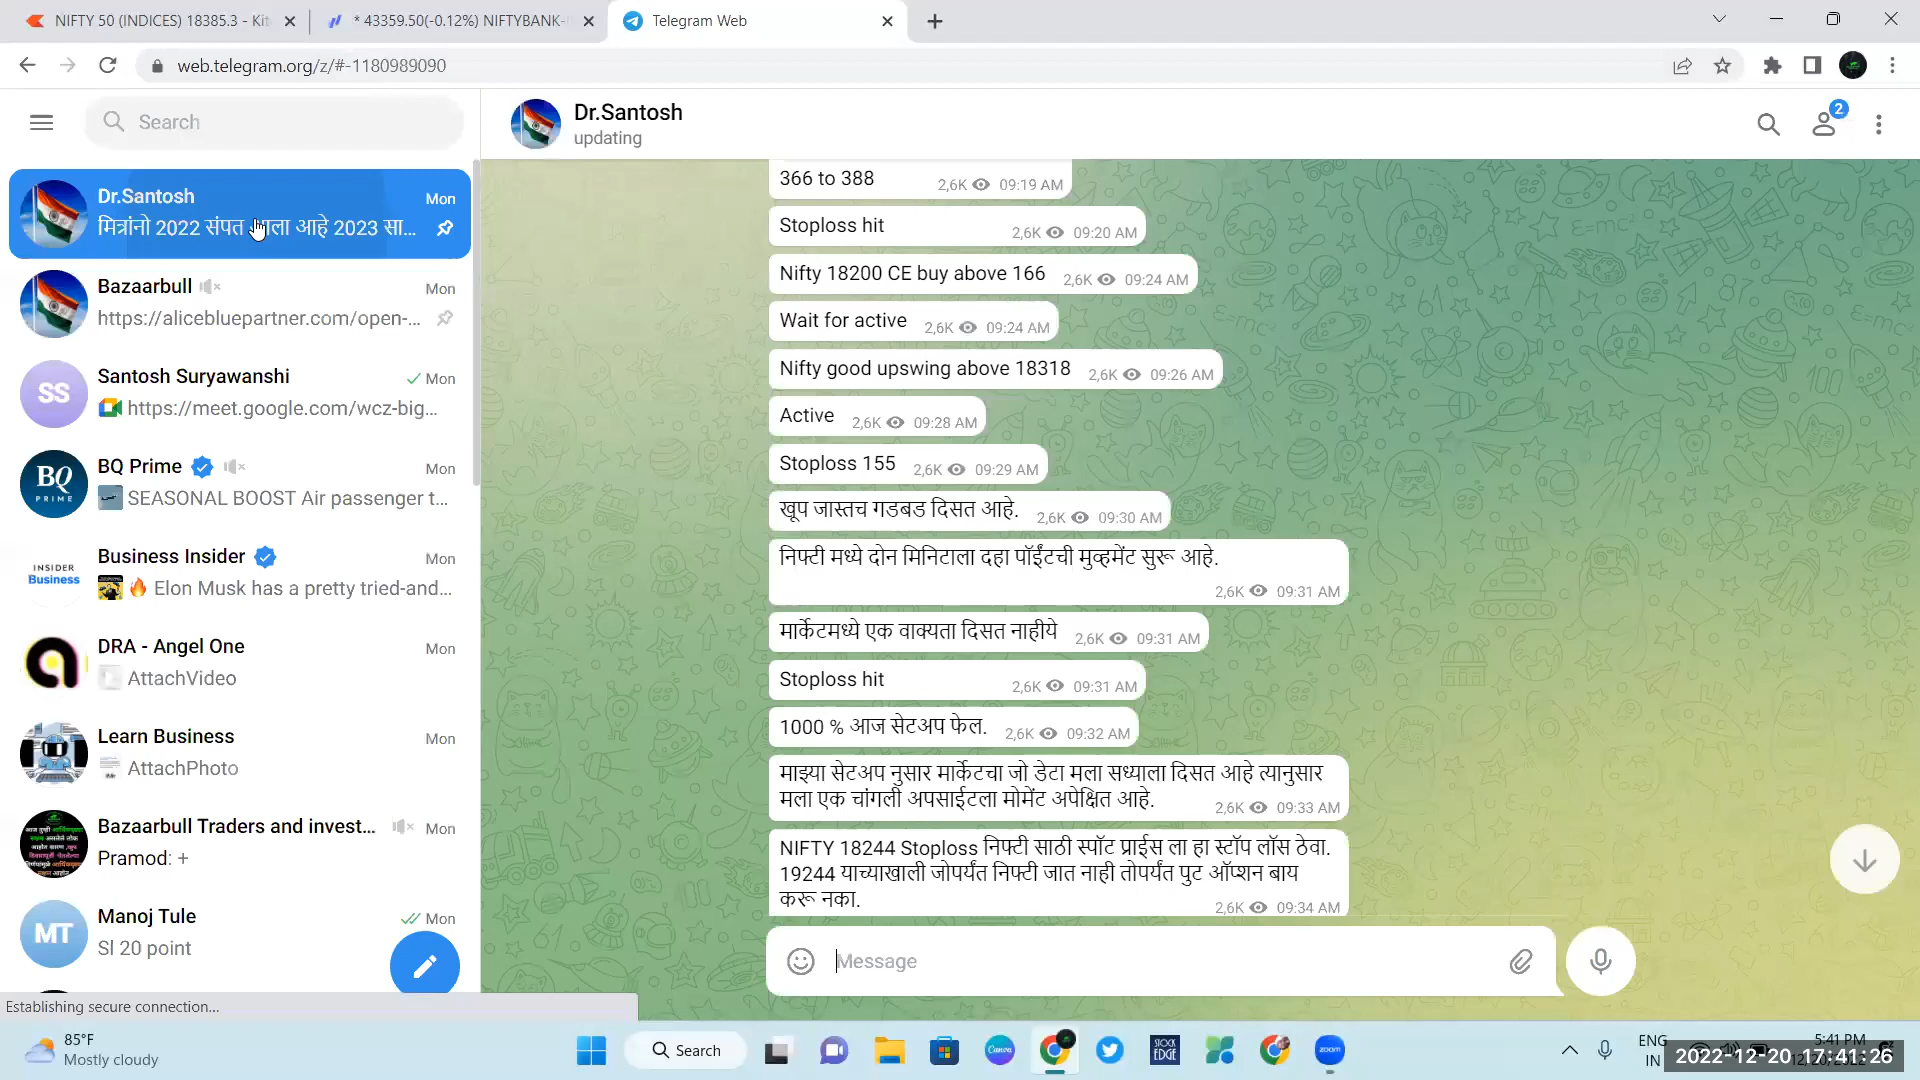 NIFTY 50 (INDICES) 18385.3 - Kit
* 43359.50(-0.12%) NIFTYBANK-
Telegram Web
web.telegram.org/z/#-1180989090
Search
Dr.Santosh
updating
2
Dr.Santosh Mon
मित्रांनो 2022 संपत आला आहे 2023 सा...
Bazaarbull Mon
https://alicebluepartner.com/open-...
Santosh Suryawanshi Mon
SS
https://meet.google.com/wcz-big...
BQ Prime Mon
BQ
PRIME
SEASONAL BOOST Air passenger t...
Business Insider Mon
INSIDER
Business
Elon Musk has a pretty tried-and...
DRA - Angel One Mon
AttachVideo
Learn Business Mon
AttachPhoto
Bazaarbull Traders and invest... Mon
Pramod: +
Manoj Tule Mon
MT
Sl 20 point
Establishing secure connection...
366 to 388 2,6K 09:19 AM
Stoploss hit 2,6K 09:20 AM
Nifty 18200 CE buy above 166 2,6K 09:24 AM
Wait for active 2,6K 09:24 AM
Nifty good upswing above 18318 2,6K 09:26 AM
Active 2,6K 09:28 AM
Stoploss 155 2,6K 09:29 AM
खूप जास्तच गडबड दिसत आहे. 2,6K 09:30 AM
निफ्टी मध्ये दोन मिनिटाला दहा पॉईंटची मुव्हमेंट सुरू आहे.
2,6K 09:31 AM
मार्केटमध्ये एक वाक्यता दिसत नाहीये 2,6K 09:31 AM
Stoploss hit 2,6K 09:31 AM
1000 % आज सेटअप फेल. 2,6K 09:32 AM
माझ्या सेटअप नुसार मार्केटचा जो डेटा मला सध्याला दिसत आहे त्यानुसार
मला एक चांगली अपसाईटला मोमेंट अपेक्षित आहे. 2,6K 09:33 AM
NIFTY 18244 Stoploss निफ्टी साठी स्पॉट प्राईस ला हा स्टॉप लॉस ठेवा.
19244 याच्याखाली जोपर्यंत निफ्टी जात नाही तोपर्यंत पुट ऑप्शन बाय
करू नका. 2,6K 09:34 AM
Message
85°F
Mostly cloudy
Search
Canva
STOCK
EDGE
zoom
ENG
IN
5:41 PM
2022-12-20 17:41:26